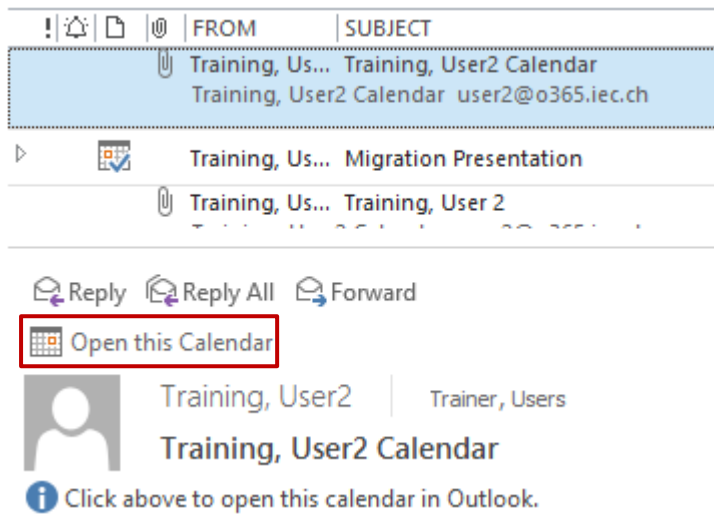 ! FROM SUBJECT
Training, Us... Training, User2 Calendar
Training, User2 Calendar user2@o365.iec.ch
Training, Us... Migration Presentation
Training, Us... Training, User 2
Reply Reply All Forward
Open this Calendar
Training, User2 Trainer, Users
Training, User2 Calendar
Click above to open this calendar in Outlook.